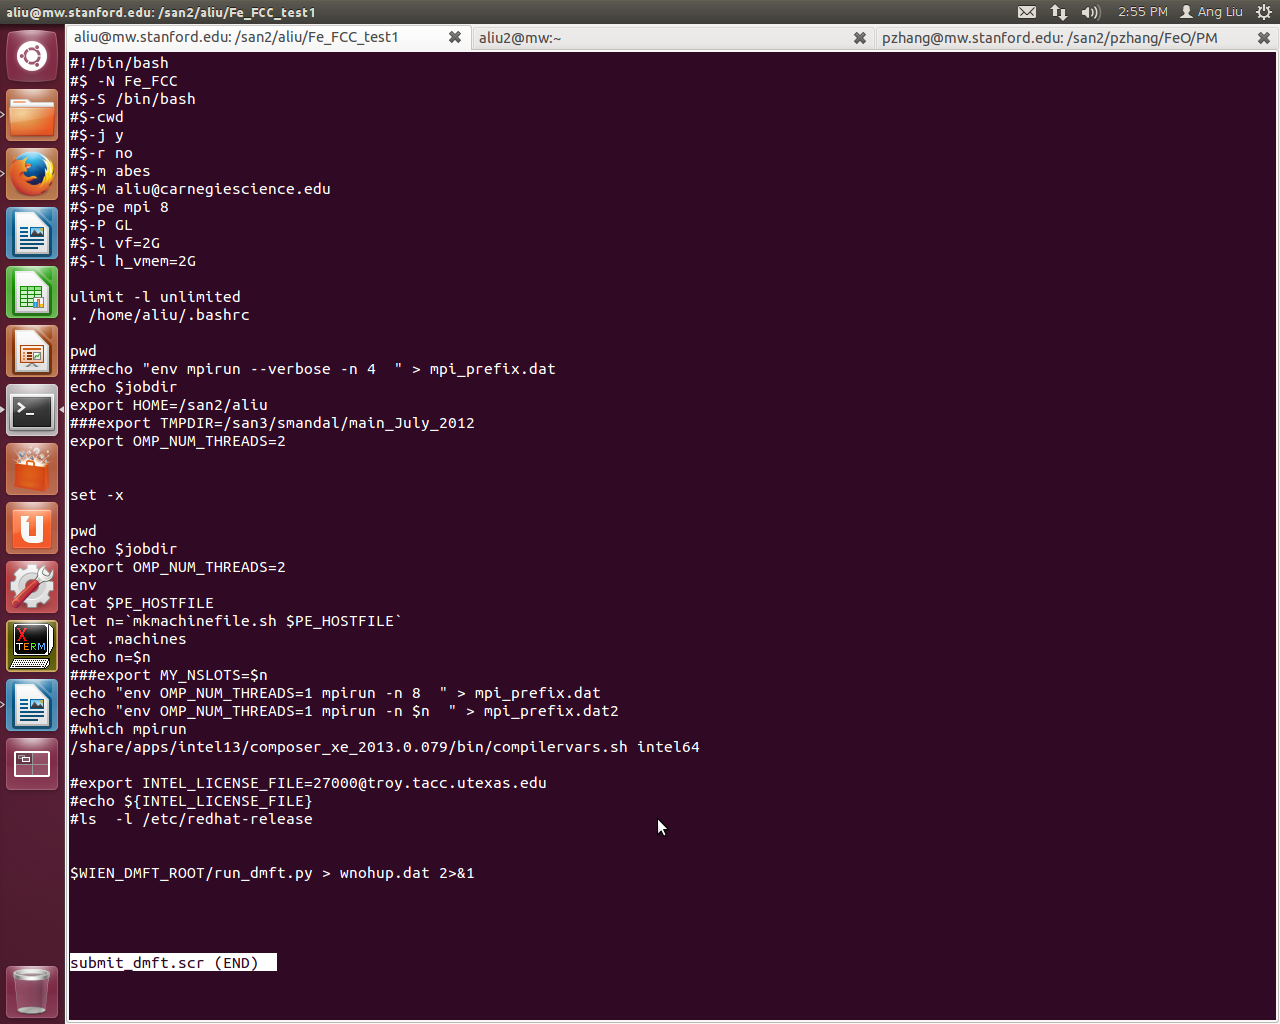 aliu@mw.stanford.edu: /san2/aliu/Fe_FCC_test1
2:55 PM
Ang Liu
aliu@mw.stanford.edu: /san2/aliu/Fe_FCC_test1
aliu2@mw:~
pzhang@mw.stanford.edu: /san2/pzhang/FeO/PM
#!/bin/bash
#$ -N Fe_FCC
#$-S /bin/bash
#$-cwd
#$-j y
#$-r no
#$-m abes
#$-M aliu@carnegiescience.edu
#$-pe mpi 8
#$-P GL
#$-l vf=2G
#$-l h_vmem=2G
ulimit -l unlimited
. /home/aliu/.bashrc
pwd
###echo "env mpirun --verbose -n 4  " > mpi_prefix.dat
echo $jobdir
export HOME=/san2/aliu
###export TMPDIR=/san3/smandal/main_July_2012
export OMP_NUM_THREADS=2
set -x
pwd
echo $jobdir
export OMP_NUM_THREADS=2
env
cat $PE_HOSTFILE
let n=`mkmachinefile.sh $PE_HOSTFILE`
cat .machines
echo n=$n
###export MY_NSLOTS=$n
echo "env OMP_NUM_THREADS=1 mpirun -n 8  " > mpi_prefix.dat
echo "env OMP_NUM_THREADS=1 mpirun -n $n  " > mpi_prefix.dat2
#which mpirun
/share/apps/intel13/composer_xe_2013.0.079/bin/compilervars.sh intel64
#export INTEL_LICENSE_FILE=27000@troy.tacc.utexas.edu
#echo ${INTEL_LICENSE_FILE}
#ls  -l /etc/redhat-release
$WIEN_DMFT_ROOT/run_dmft.py > wnohup.dat 2>&1
submit_dmft.scr (END)
X
TERM